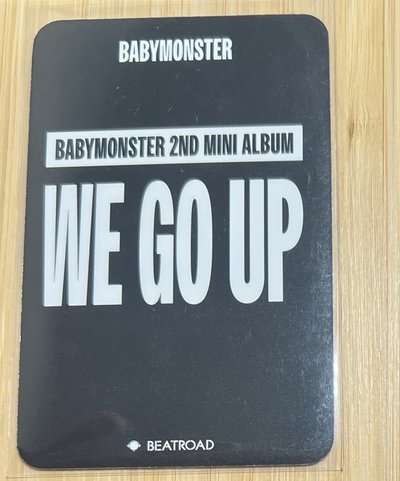 BABYMONSTER
BABYMONSTER 2ND MINI ALBUM
WE GO UP
BEATROAD